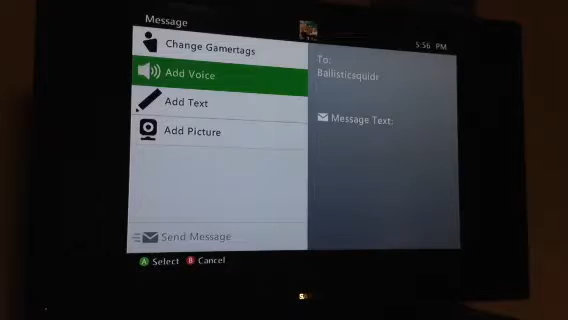 Message
5:56 PM
Change Gamertags
Add Voice
Add Text
Add Picture
Send Message
To:
Ballisticsquidr
Message Text:
A Select B Cancel